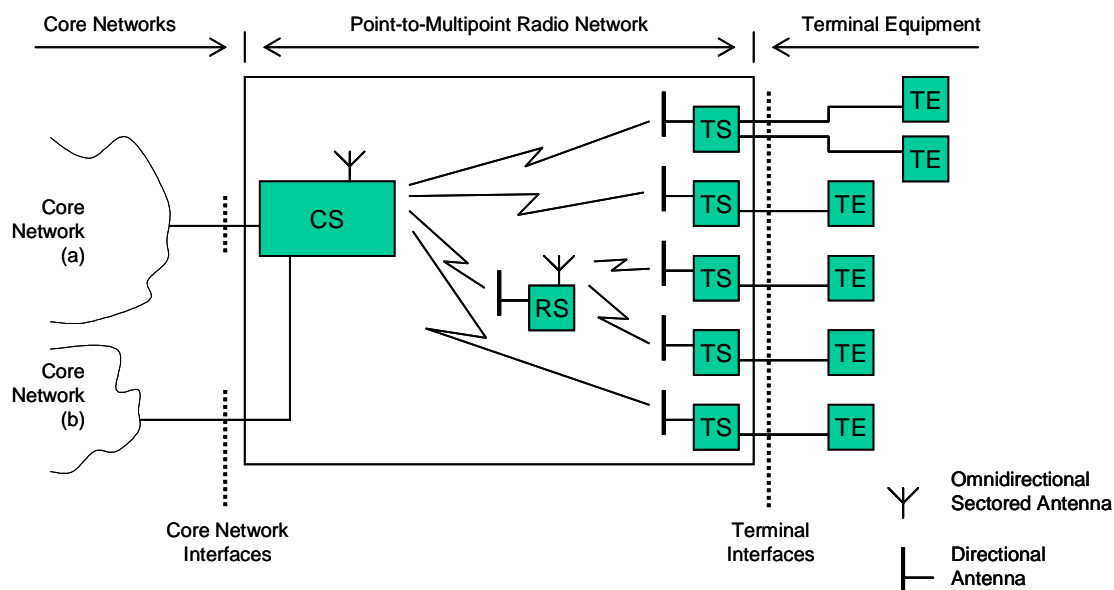 Core Networks
Point-to-Multipoint Radio Network
Terminal Equipment
TE
TS
TE
CS
TS
TE
Core
Network
(a)
TS
TE
RS
TS
TE
Core
Network
(b)
TS
TE
Omnidirectional
Sectored Antenna
Core Network
Interfaces
Terminal
Interfaces
Directional
Antenna